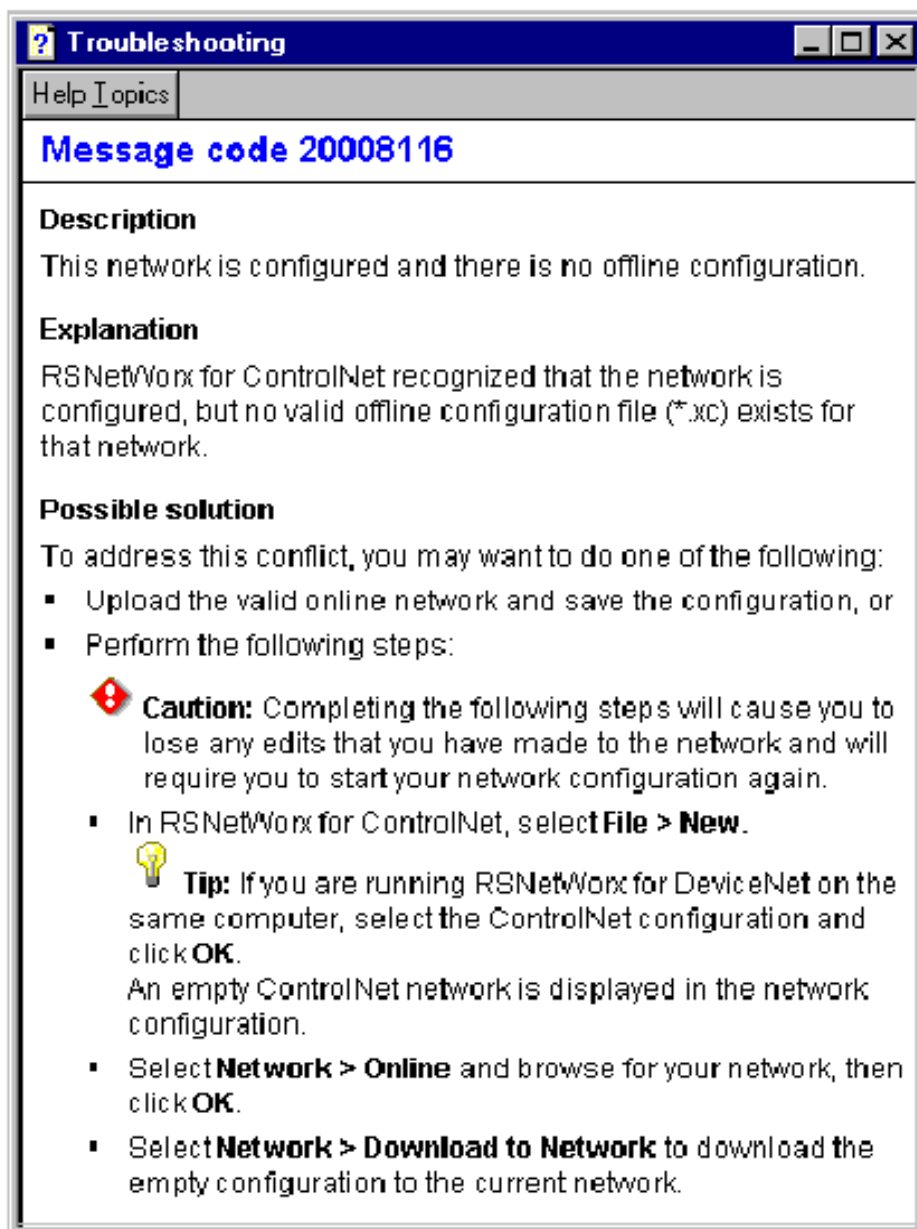 Troubleshooting
Help Topics
Message code 20008116
Description
This network is configured and there is no offline configuration.
Explanation
RSNetWorx for ControlNet recognized that the network is
configured, but no valid offline configuration file (*.xc) exists for
that network.
Possible solution
To address this conflict, you may want to do one of the following:
▪ Upload the valid online network and save the configuration, or
▪ Perform the following steps:
Caution: Completing the following steps will cause you to
lose any edits that you have made to the network and will
require you to start your network configuration again.
▪ In RSNetWorx for ControlNet, select File > New.
Tip: If you are running RSNetWorx for DeviceNet on the
same computer, select the ControlNet configuration and
click OK.
An empty ControlNet network is displayed in the network
configuration.
▪ Select Network > Online and browse for your network, then
click OK.
▪ Select Network > Download to Network to download the
empty configuration to the current network.